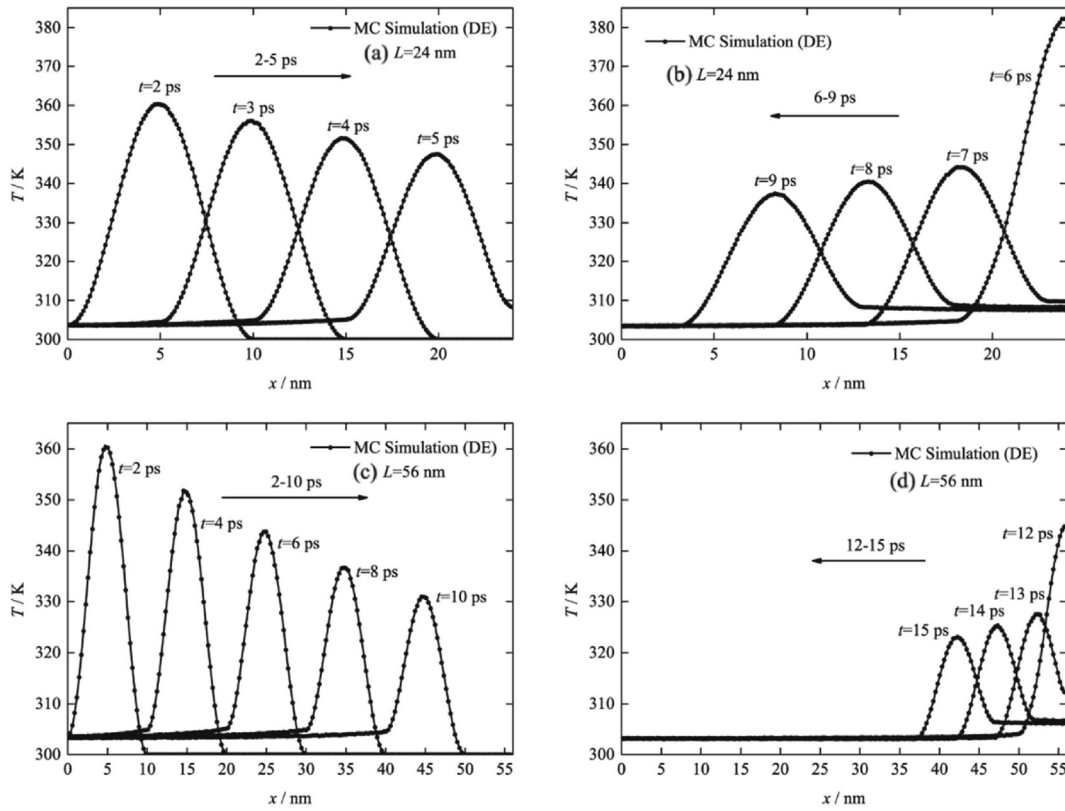 MC Simulation (DE)
(a) L=24 nm
2-5 ps
t=2 ps
t=3 ps
t=4 ps
t=5 ps
385
380
370
360
350
340
330
320
310
300
T / K
0
5
10
15
20
x / nm
MC Simulation (DE)
(b) L=24 nm
t=6 ps
6-9 ps
t=7 ps
t=8 ps
t=9 ps
380
370
360
350
340
330
320
310
300
T / K
0
5
10
15
20
x / nm
MC Simulation (DE)
(c) L=56 nm
2-10 ps
t=2 ps
t=4 ps
t=6 ps
t=8 ps
t=10 ps
360
350
340
330
320
310
300
T / K
0 5 10 15 20 25 30 35 40 45 50 55
x / nm
MC Simulation (DE)
(d) L=56 nm
t=12 ps
12-15 ps
t=13 ps
t=14 ps
t=15 ps
360
350
340
330
320
310
300
T / K
0 5 10 15 20 25 30 35 40 45 50 55
x / nm